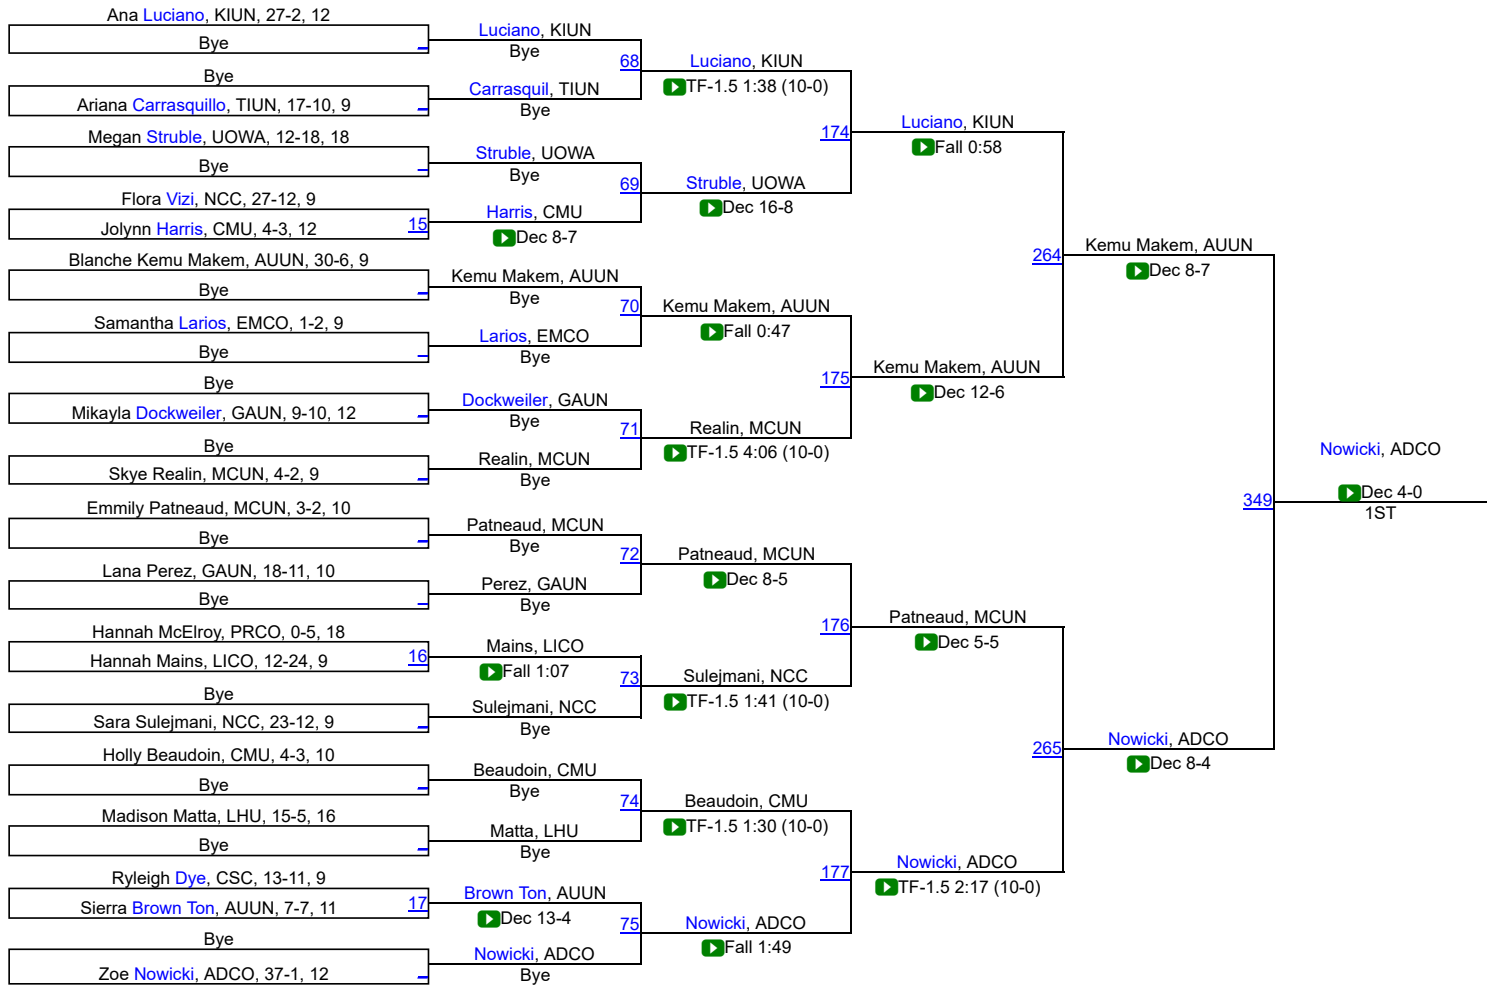 Ana Luciano, KIUN, 27-2, 12
Bye
Bye
Ariana Carrasquillo, TIUN, 17-10, 9
Megan Struble, UOWA, 12-18, 18
Bye
Flora Vizi, NCC, 27-12, 9
Jolynn Harris, CMU, 4-3, 12
15
Blanche Kemu Makem, AUUN, 30-6, 9
Bye
Samantha Larios, EMCO, 1-2, 9
Bye
Bye
Mikayla Dockweiler, GAUN, 9-10, 12
Bye
Skye Realin, MCUN, 4-2, 9
Emmily Patneaud, MCUN, 3-2, 10
Bye
Lana Perez, GAUN, 18-11, 10
Bye
Hannah McElroy, PRCO, 0-5, 18
Hannah Mains, LICO, 12-24, 9
16
Bye
Sara Sulejmani, NCC, 23-12, 9
Holly Beaudoin, CMU, 4-3, 10
Bye
Madison Matta, LHU, 15-5, 16
Bye
Ryleigh Dye, CSC, 13-11, 9
Sierra Brown Ton, AUUN, 7-7, 11
17
Bye
Zoe Nowicki, ADCO, 37-1, 12
Luciano, KIUN
Bye
68
Carrasquil, TIUN
Bye
Struble, UOWA
Bye
69
Harris, CMU
Dec 8-7
Kemu Makem, AUUN
Bye
70
Larios, EMCO
Bye
Dockweiler, GAUN
Bye
71
Realin, MCUN
Bye
Patneaud, MCUN
Bye
72
Perez, GAUN
Bye
Mains, LICO
Fall 1:07
73
Sulejmani, NCC
Bye
Beaudoin, CMU
Bye
74
Matta, LHU
Bye
Brown Ton, AUUN
Dec 13-4
75
Nowicki, ADCO
Bye
Luciano, KIUN
TF-1.5 1:38 (10-0)
174
Struble, UOWA
Dec 16-8
Kemu Makem, AUUN
Fall 0:47
175
Realin, MCUN
TF-1.5 4:06 (10-0)
Patneaud, MCUN
Dec 8-5
176
Sulejmani, NCC
TF-1.5 1:41 (10-0)
Beaudoin, CMU
TF-1.5 1:30 (10-0)
177
Nowicki, ADCO
Fall 1:49
Luciano, KIUN
Fall 0:58
264
Kemu Makem, AUUN
Dec 12-6
Patneaud, MCUN
Dec 5-5
265
Nowicki, ADCO
TF-1.5 2:17 (10-0)
Kemu Makem, AUUN
Dec 8-7
349
Nowicki, ADCO
Dec 8-4
Nowicki, ADCO
Dec 4-0
1ST